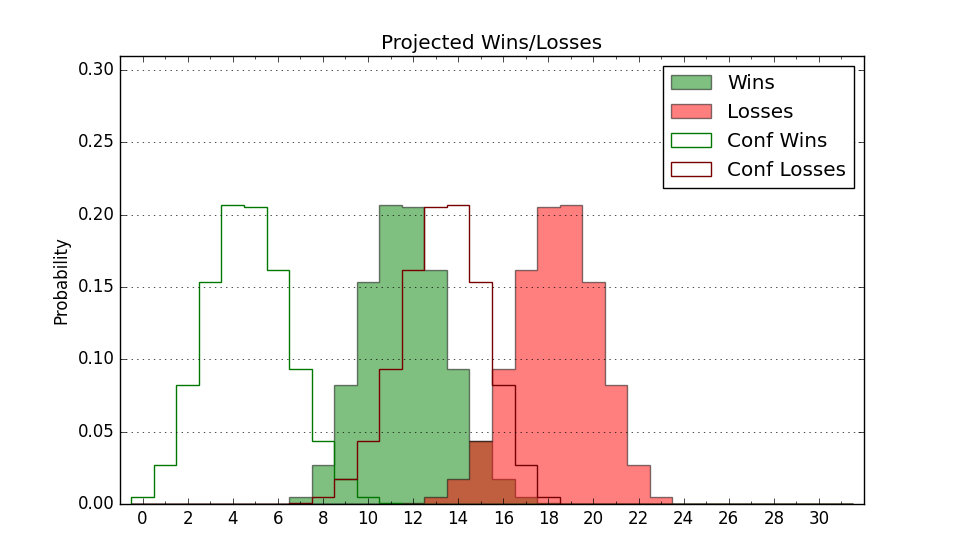 Projected Wins/Losses
0.30
0.25
0.20
0.15
0.10
0.05
0.00
Probability
Wins
Losses
Conf Wins
Conf Losses
0 2 4 6 8 10 12 14 16 18 20 22 24 26 28 30